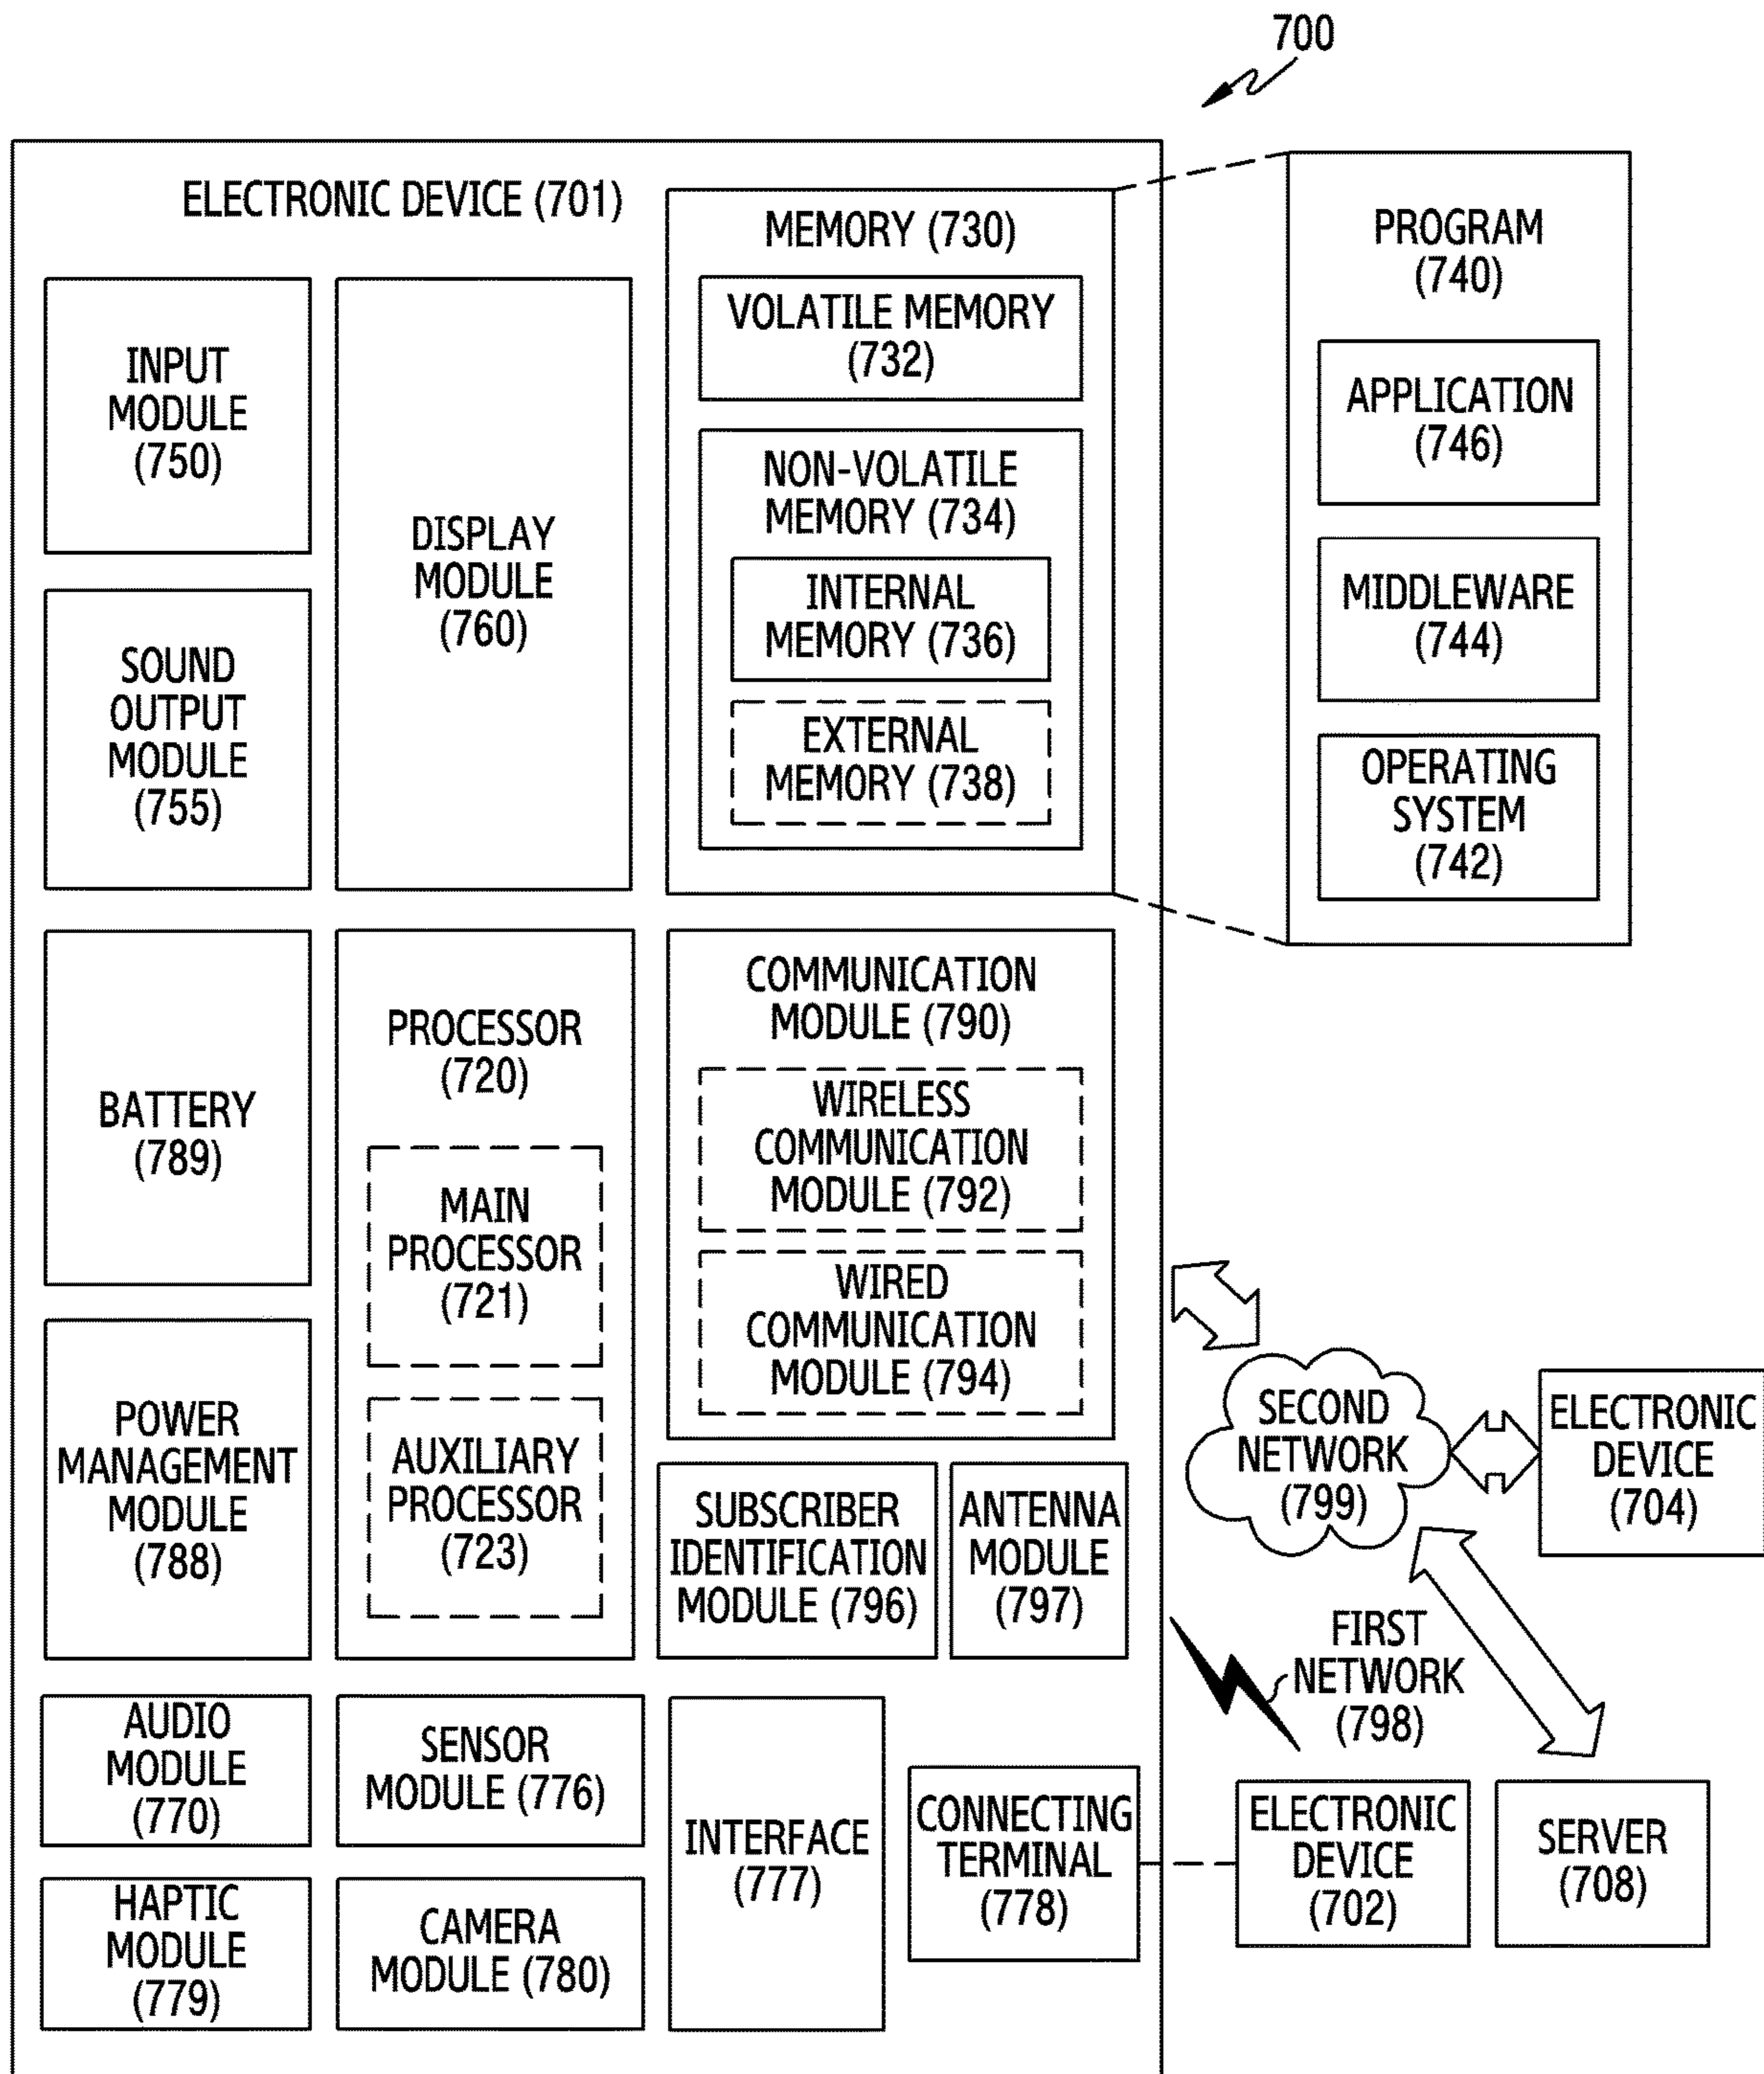 700
ELECTRONIC DEVICE (701)
INPUT
MODULE
(750)
SOUND
OUTPUT
MODULE
(755)
DISPLAY
MODULE
(760)
MEMORY (730)
VOLATILE MEMORY
(732)
NON-VOLATILE
MEMORY (734)
INTERNAL
MEMORY (736)
EXTERNAL
MEMORY (738)
PROGRAM
(740)
APPLICATION
(746)
MIDDLEWARE
(744)
OPERATING
SYSTEM
(742)
BATTERY
(789)
POWER
MANAGEMENT
MODULE
(788)
PROCESSOR
(720)
MAIN
PROCESSOR
(721)
AUXILIARY
PROCESSOR
(723)
COMMUNICATION
MODULE (790)
WIRELESS
COMMUNICATION
MODULE (792)
WIRED
COMMUNICATION
MODULE (794)
SUBSCRIBER
IDENTIFICATION
MODULE (796)
ANTENNA
MODULE
(797)
SECOND
NETWORK
(799)
ELECTRONIC
DEVICE
(704)
FIRST
NETWORK
(798)
AUDIO
MODULE
(770)
SENSOR
MODULE (776)
HAPTIC
MODULE
(779)
CAMERA
MODULE (780)
INTERFACE
(777)
CONNECTING
TERMINAL
(778)
ELECTRONIC
DEVICE
(702)
SERVER
(708)